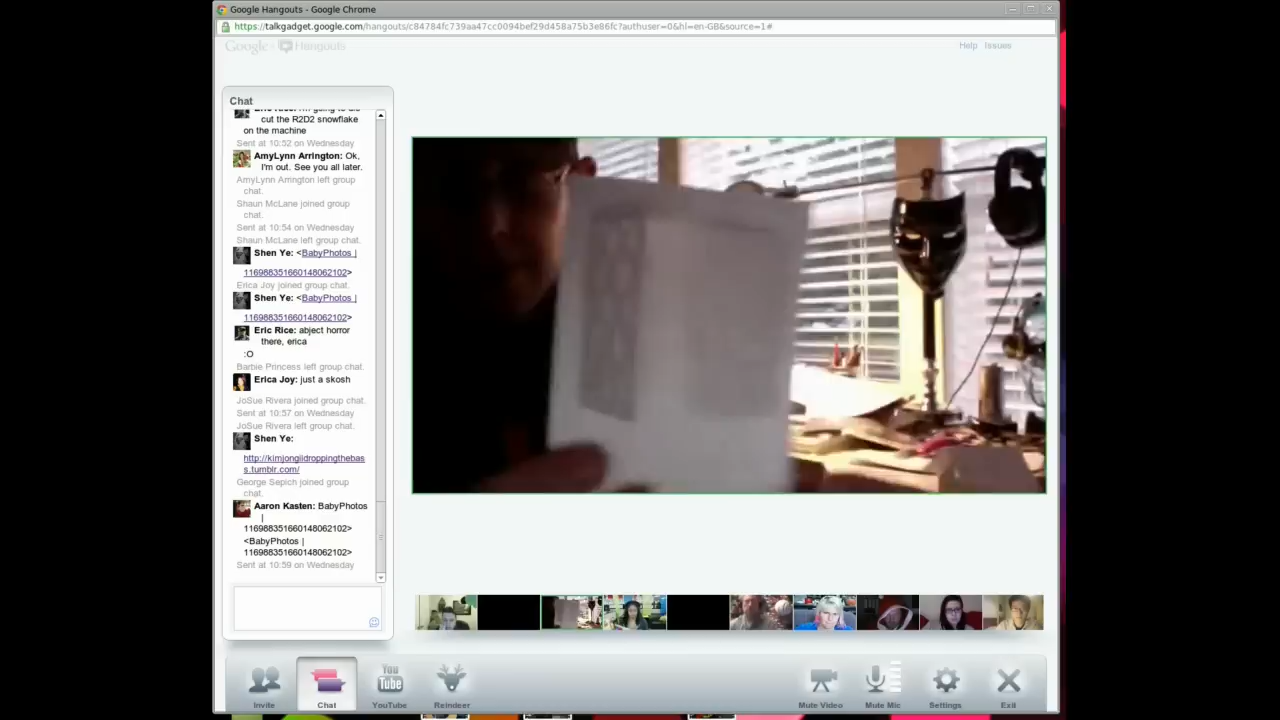 Google Hangouts - Google Chrome
https://talkgadget.google.com/hangouts/c84784fc739aa47cc0094bef29d458a75b3e86fc?authuser=0&hl=en-GB&source=1#
Google+ Hangouts
Help Issues
Chat
cut the R2D2 snowflake
on the machine
Sent at 10:52 on Wednesday
AmyLynn Arrington: Ok,
I'm out. See you all later.
AmyLynn Arrington left group
chat.
Shaun McLane joined group
chat.
Sent at 10:54 on Wednesday
Shaun McLane left group chat.
Shen Ye: <BabyPhotos |
116988351660148062102>
Erica Joy joined group chat.
Shen Ye: <BabyPhotos |
116988351660148062102>
Eric Rice: abject horror
there, erica
:O
Barbie Princess left group chat.
Erica Joy: just a skosh
JoSue Rivera joined group chat.
Sent at 10:57 on Wednesday
JoSue Rivera left group chat.
Shen Ye:
http://kimjongildroppingthebas
s.tumblr.com/
George Sepich joined group
chat.
Aaron Kasten: BabyPhotos
|
116988351660148062102>
<BabyPhotos |
116988351660148062102>
Sent at 10:59 on Wednesday
Invite Chat YouTube Reindeer Mute Video Mute Mic Settings Exit